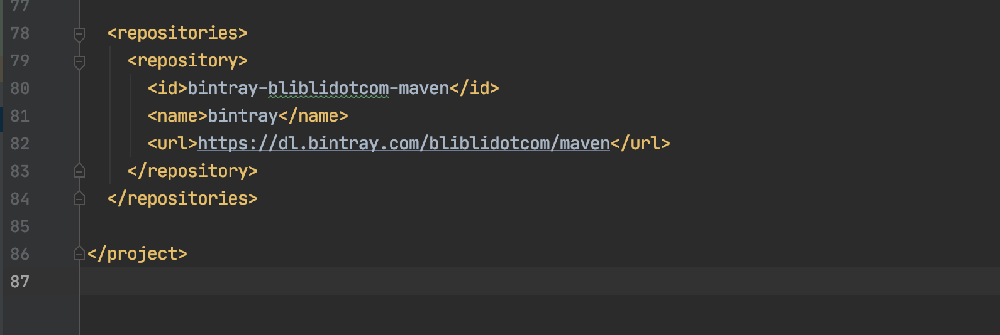 77
78 <repositories>
79 <repository>
80 <id>bintray-bliblidotcom-maven</id>
81 <name>bintray</name>
82 <url>https://dl.bintray.com/bliblidotcom/maven</url>
83 </repository>
84 </repositories>
85
86 </project>
87